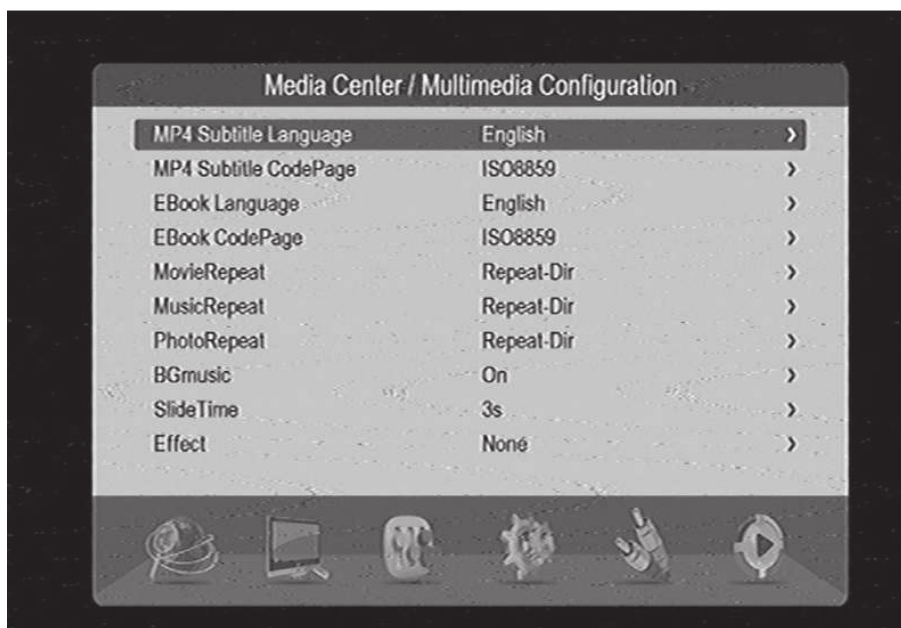 Media Center / Multimedia Configuration
MP4 Subtitle Language English
MP4 Subtitle CodePage ISO8859
EBook Language English
EBook CodePage ISO8859
MovieRepeat Repeat-Dir
MusicRepeat Repeat-Dir
PhotoRepeat Repeat-Dir
BGmusic On
SlideTime 3s
Effect None